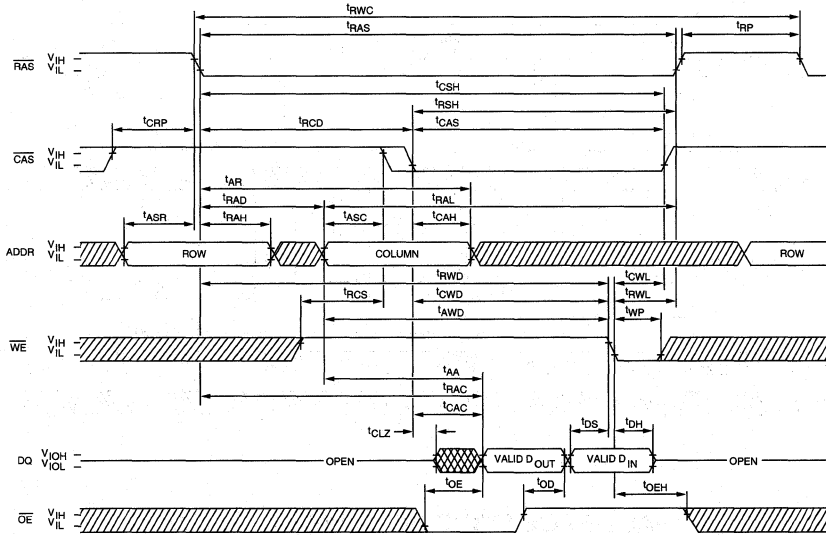 tRWC
tRAS
tRP
RAS VIH
VIL
tCSH
tRSH
tCRP
tRCD
tCAS
CAS VIH
VIL
tAR
tRAD
tRAL
tASR
tRAH
tASC
tCAH
ADDR VIH
VIL
ROW
COLUMN
ROW
tRWD
tCWL
tRCS
tCWD
tRWL
tAWD
tWP
WE VIH
VIL
tAA
tRAC
tCAC
tCLZ
tDS
tDH
DQ VIOH
VIOL
OPEN
VALID DOUT
VALID DIN
OPEN
tOE
tOD
tOEH
OE VIH
VIL